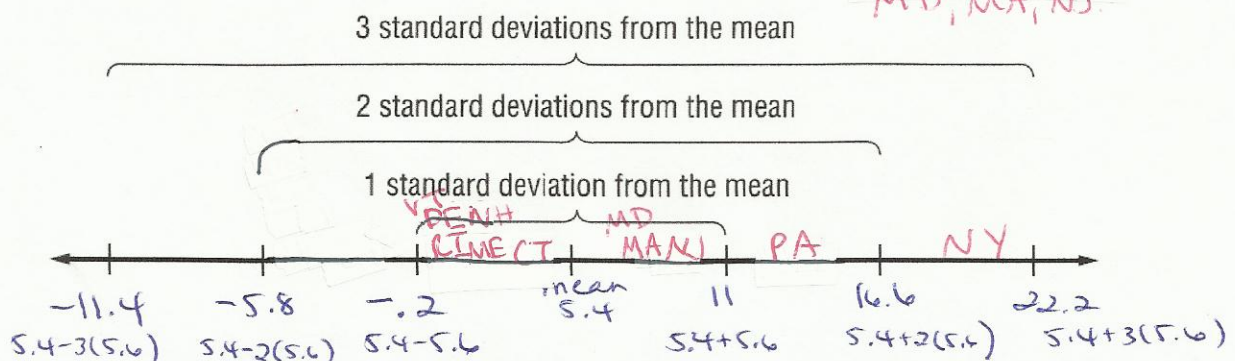 MD, MA, NJ
3 standard deviations from the mean
2 standard deviations from the mean
1 standard deviation from the mean
VT
DE NH MD
RI ME CT MA NJ PA NY
-11.4 -5.8 -.2 mean 5.4 11 16.6 22.2
5.4-3(5.6) 5.4-2(5.6) 5.4-5.6 5.4+5.6 5.4+2(5.6) 5.4+3(5.6)